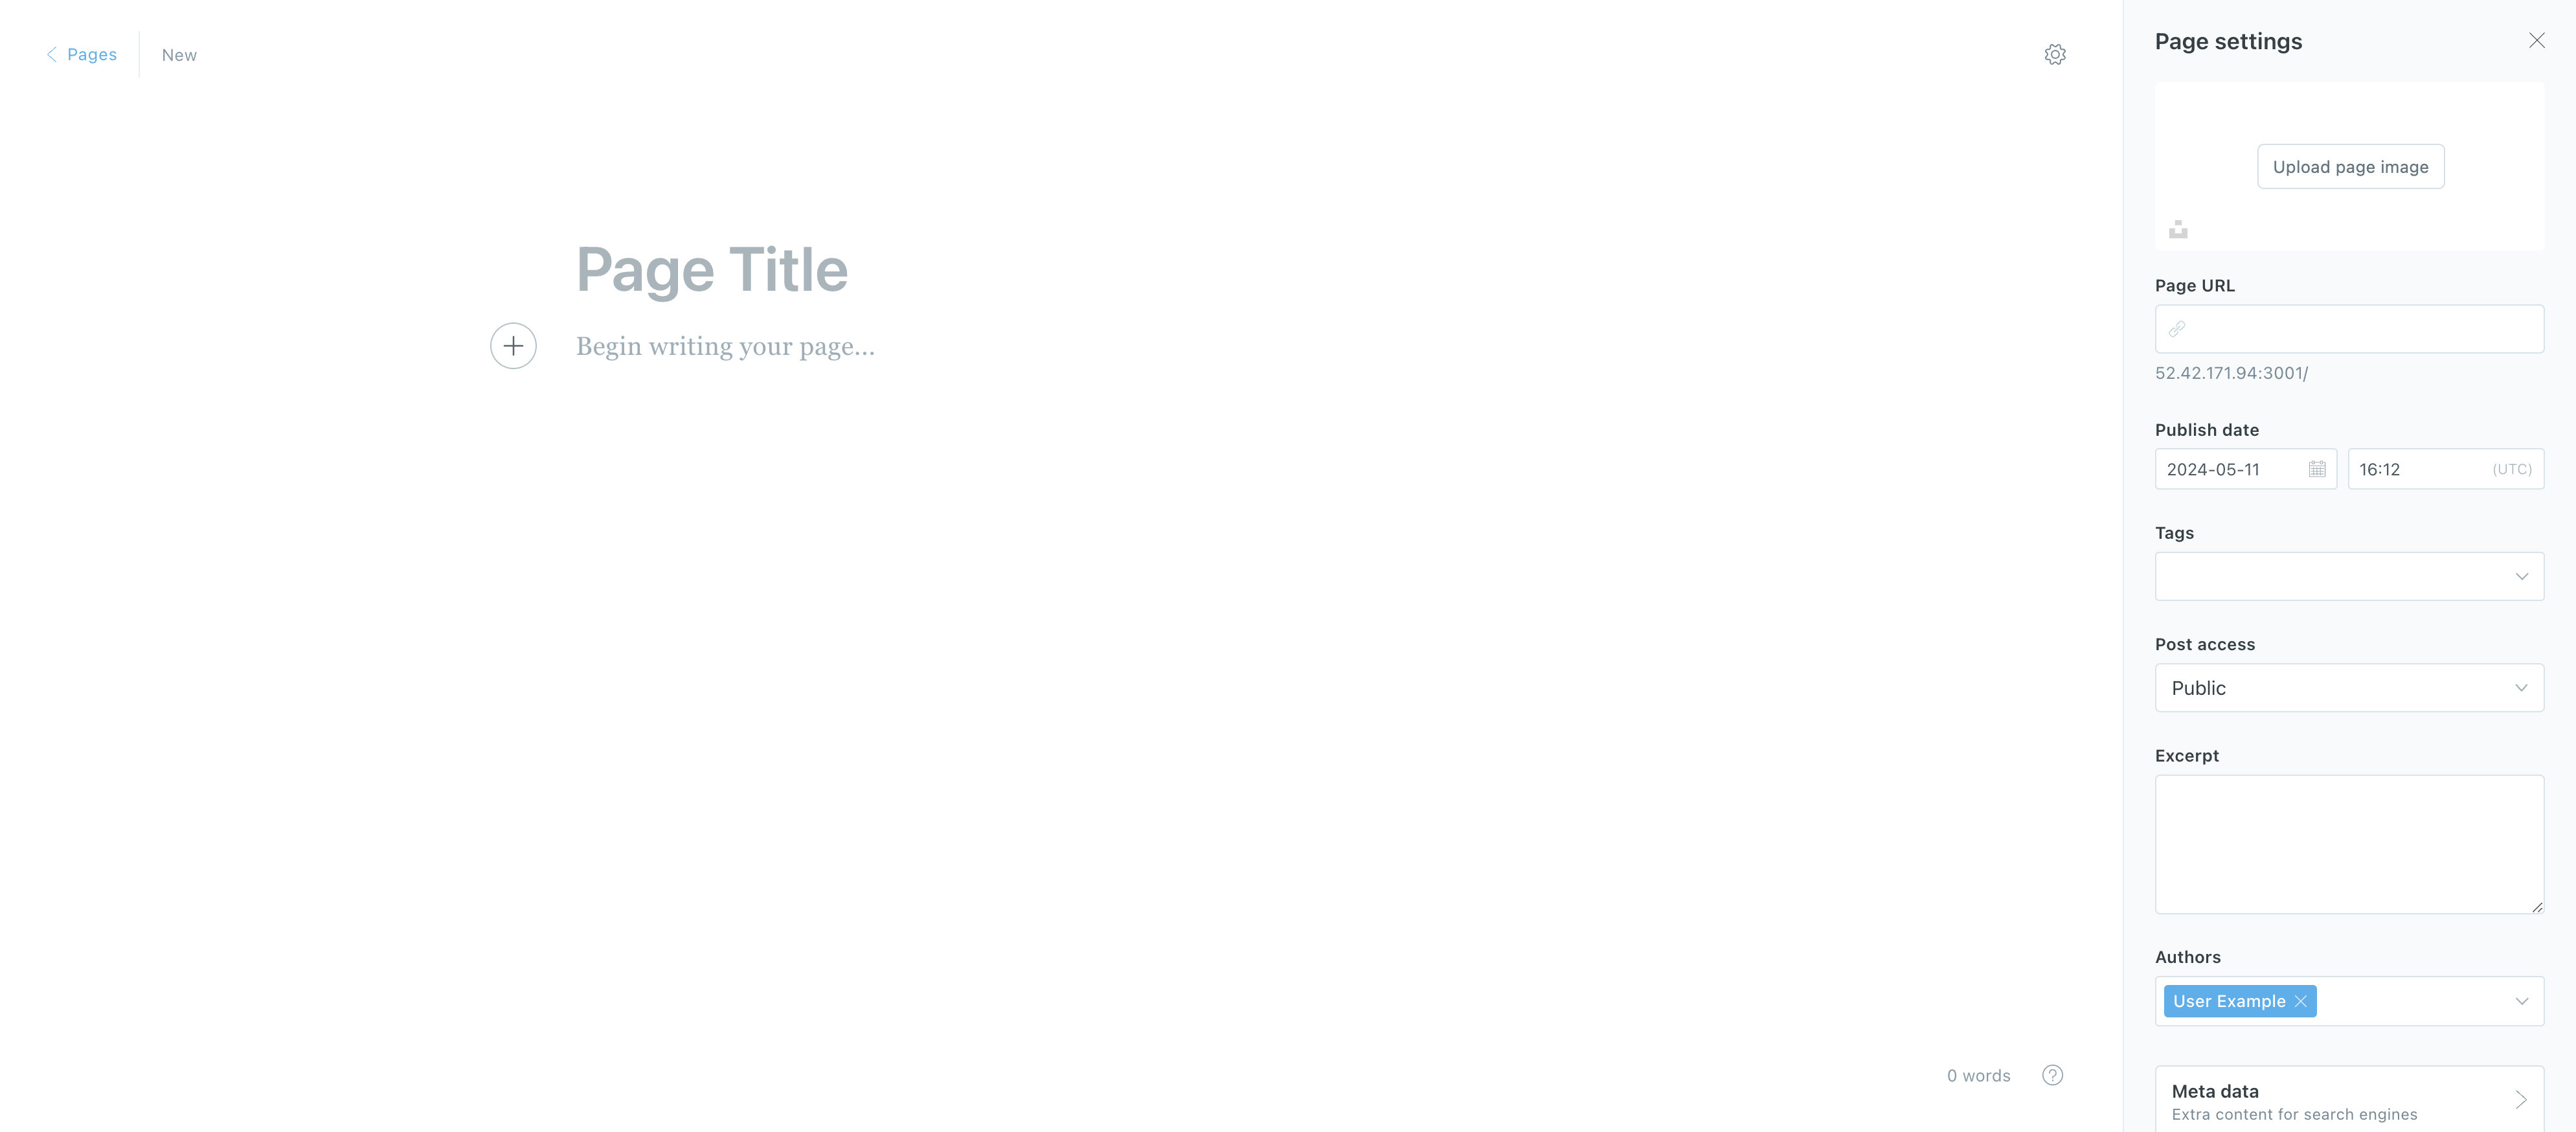 Pages
New
Page Title
Begin writing your page...
0 words
Page settings
Upload page image
Page URL
52.42.171.94:3001/
Publish date
2024-05-11
16:12 (UTC)
Tags
Post access
Public
Excerpt
Authors
User Example
Meta data
Extra content for search engines